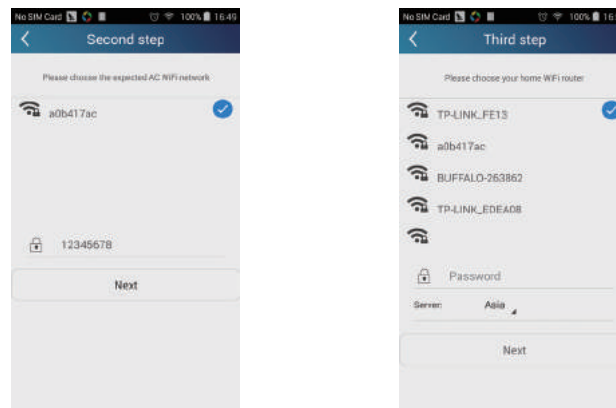 No SIM Card 100% 16:49
Second step
Please choose the expected AC WiFi network
a0b417ac
12345678
Next
No SIM Card 100%
Third step
Please choose your home WiFi router
TP-LINK_FE13
a0b417ac
BUFFALO-263862
TP-LINK_EDEA08
Password
Server: Asia
Next